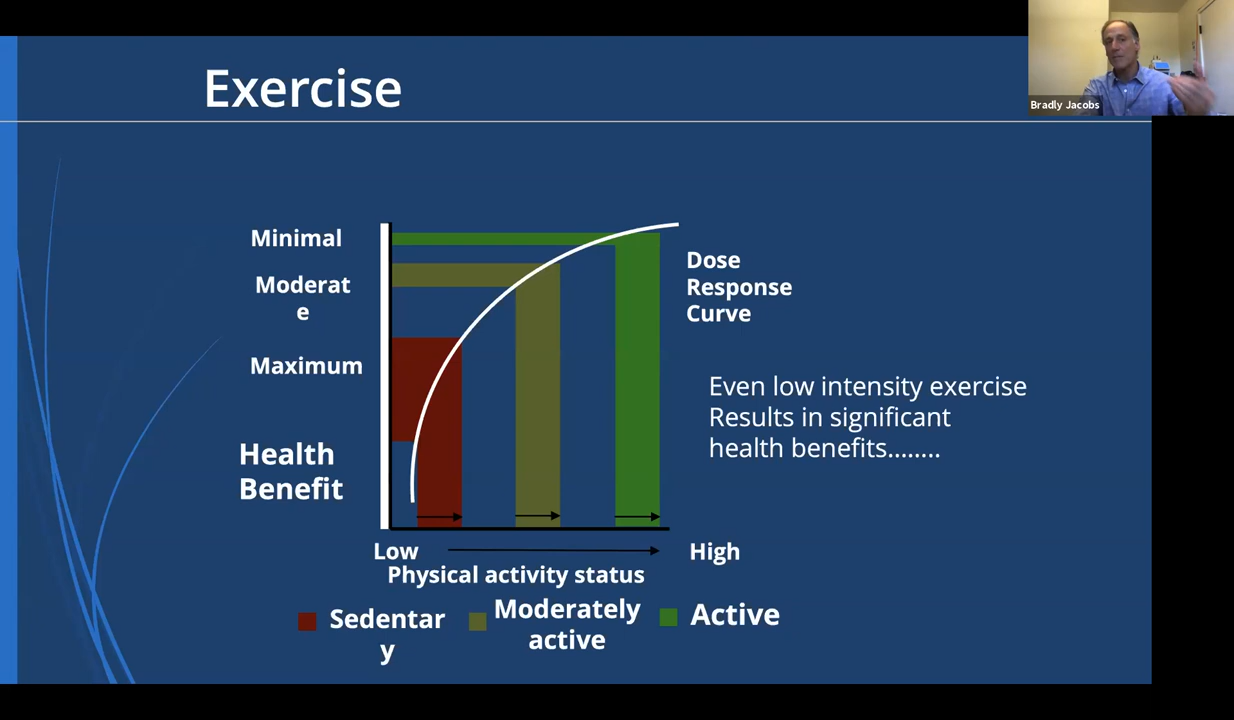 Exercise
Bradly Jacobs
Minimal
Moderat
e
Maximum
Health
Benefit
Dose
Response
Curve
Even low intensity exercise
Results in significant
health benefits........
Low
High
Physical activity status
Sedentar
y
Moderately
active
Active